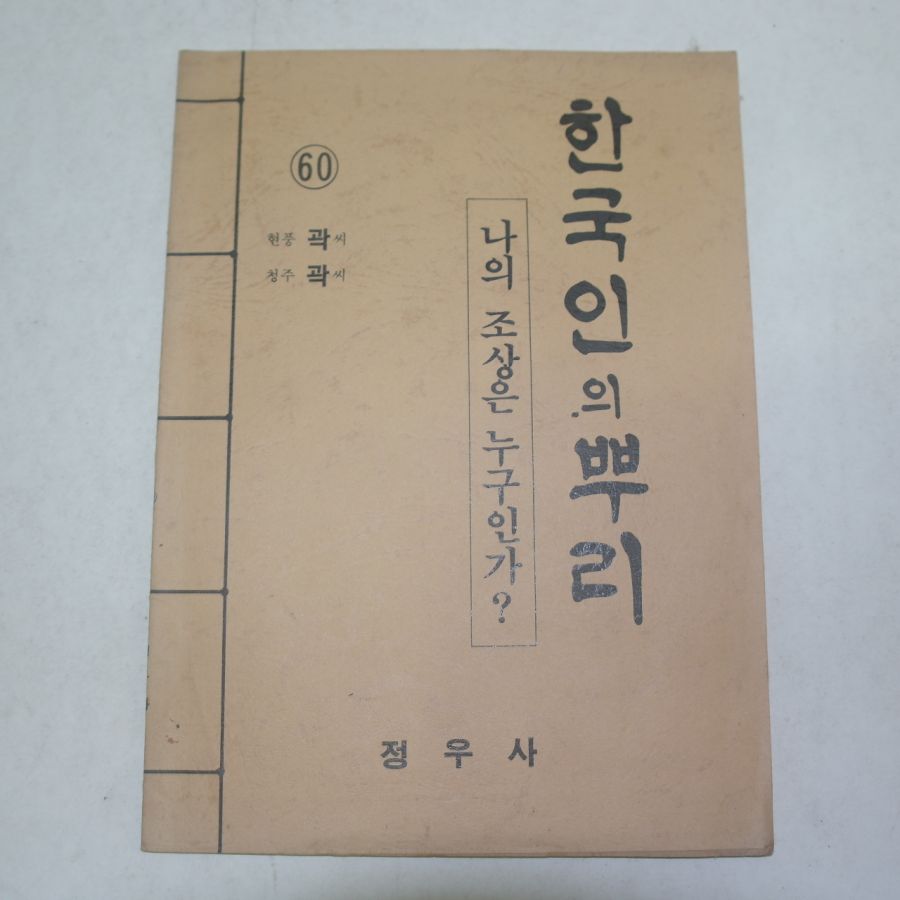 한국인의 뿌리
나의 조상은 누구인가?
60
현풍 곽씨
청주 곽씨
정우사